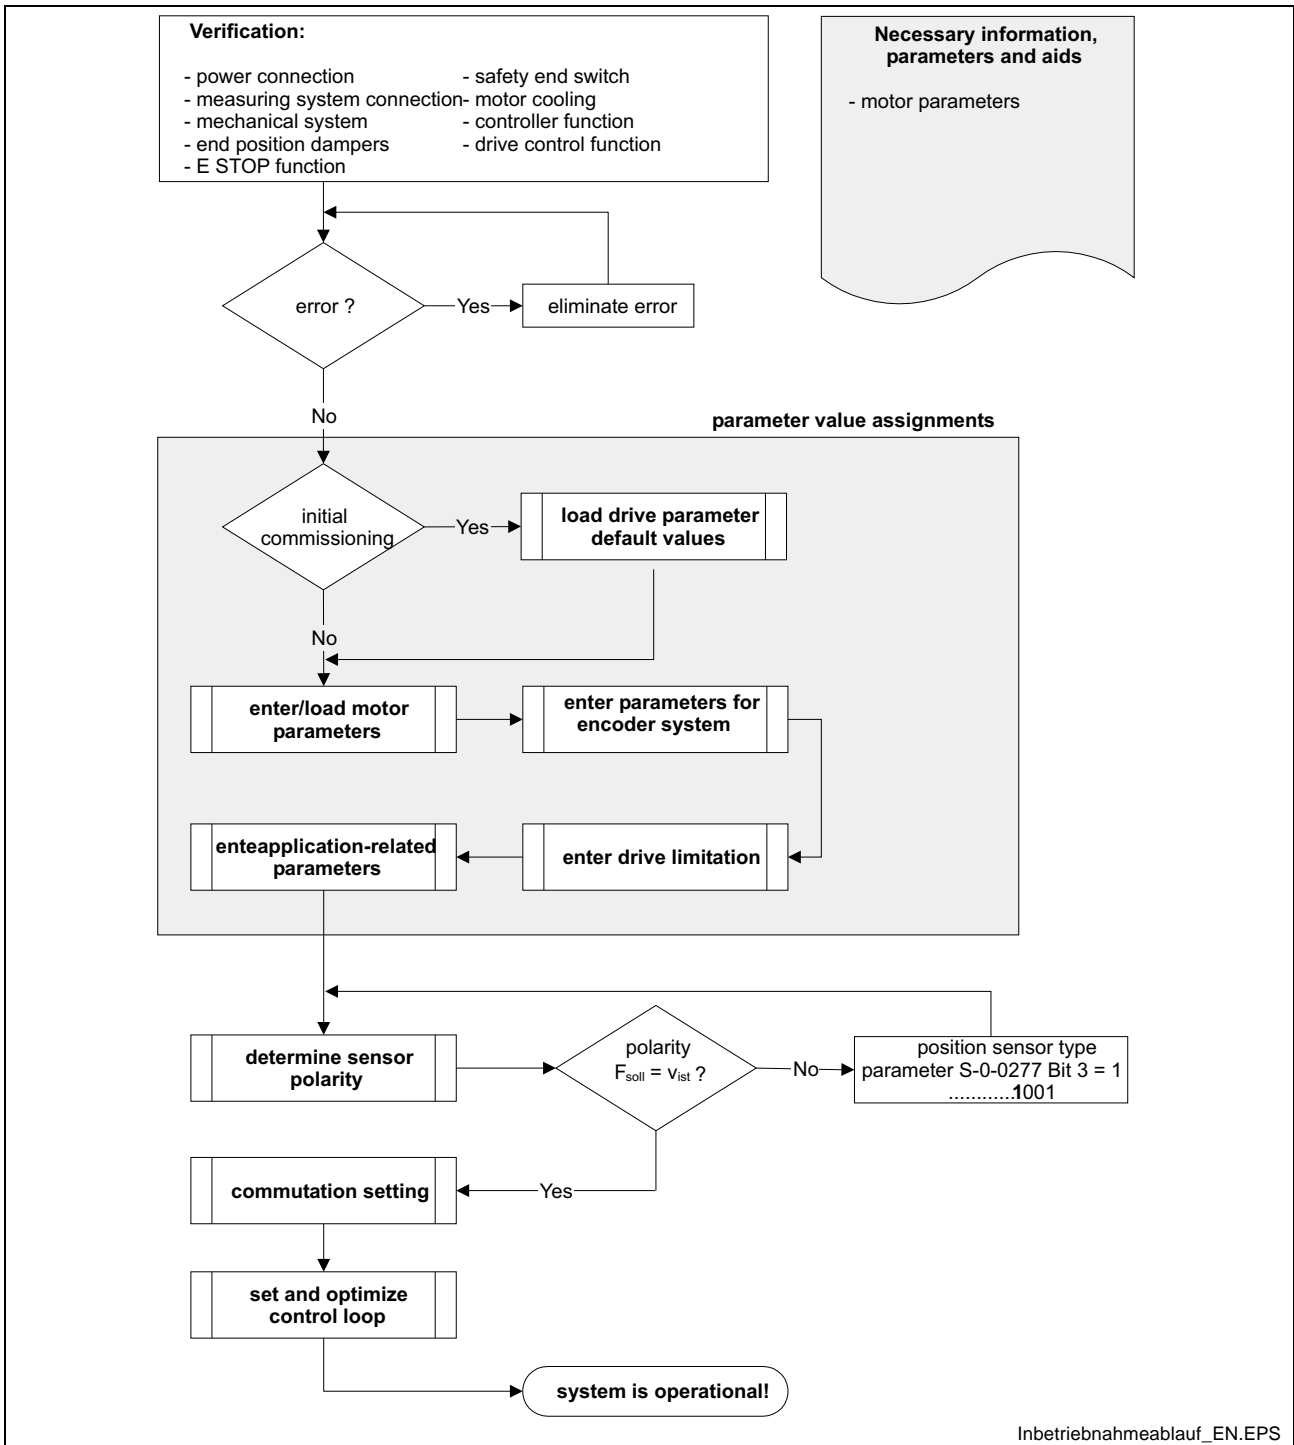 Verification:
- power connection
- measuring system connection
- mechanical system
- end position dampers
- E STOP function
- safety end switch
- motor cooling
- controller function
- drive control function
Necessary information,
parameters and aids
- motor parameters
error ?
Yes
eliminate error
No
parameter value assignments
initial
commissioning
Yes
load drive parameter
default values
No
enter/load motor
parameters
enter parameters for
encoder system
enteapplication-related
parameters
enter drive limitation
determine sensor
polarity
polarity
Fsoll = vist ?
No
position sensor type
parameter S-0-0277 Bit 3 = 1
............1001
commutation setting
Yes
set and optimize
control loop
system is operational!
Inbetriebnahmeablauf_EN.EPS